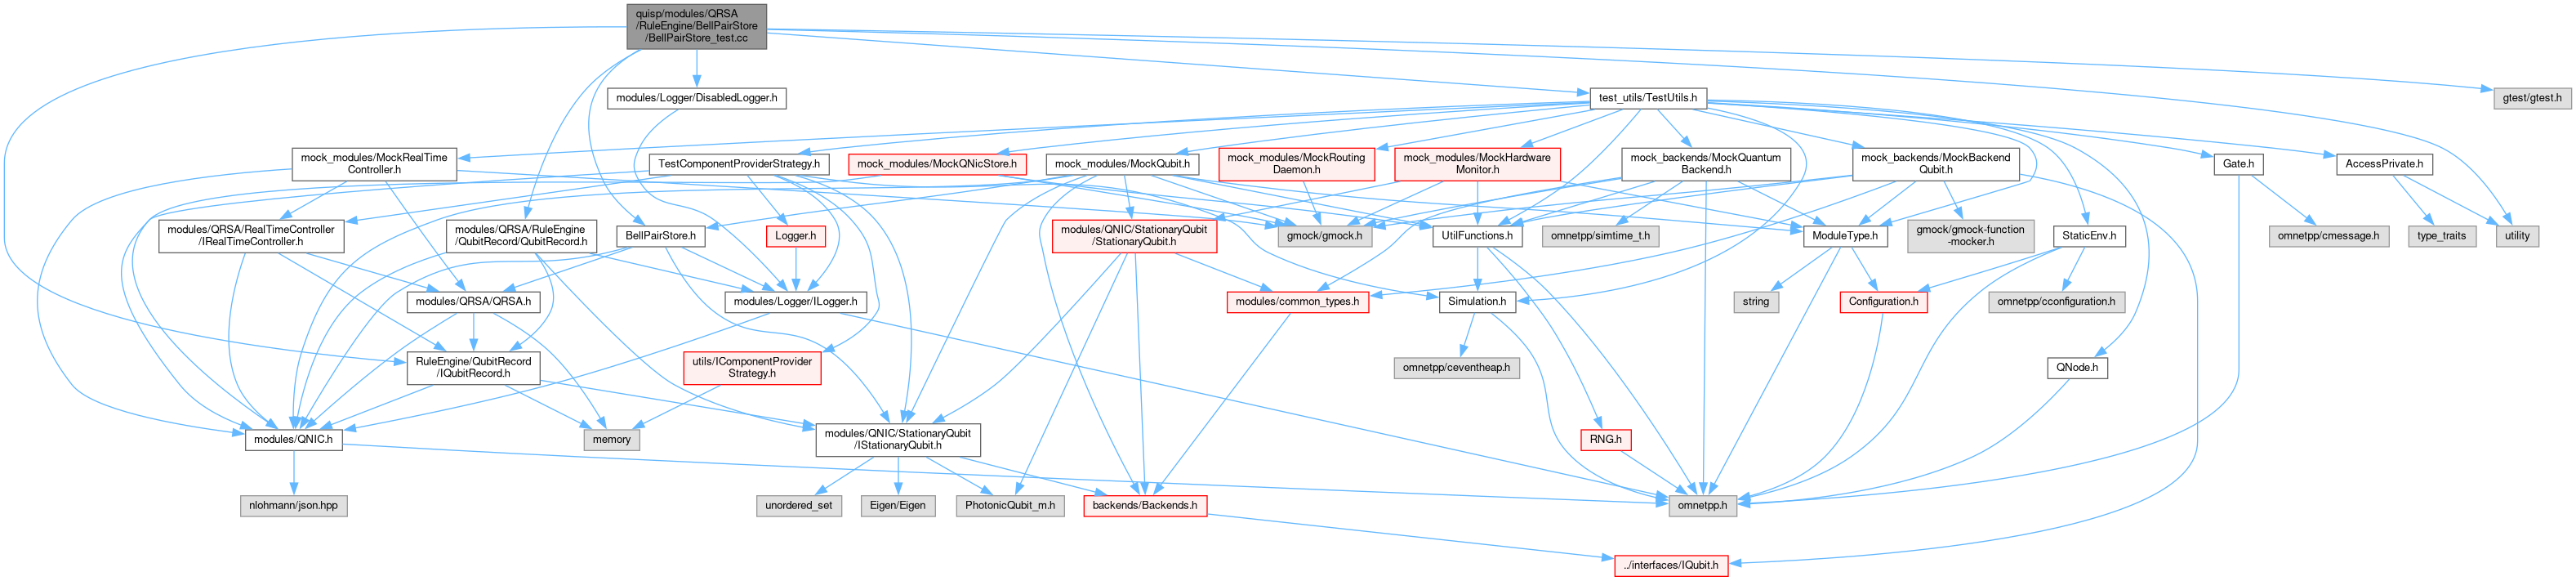 quisp/modules/QRSA
/RuleEngine/BellPairStore
/BellPairStore_test.cc
modules/Logger/DisabledLogger.h
test_utils/TestUtils.h
gtest/gtest.h
mock_modules/MockRealTime
Controller.h
TestComponentProviderStrategy.h
mock_modules/MockQNicStore.h
mock_modules/MockQubit.h
mock_modules/MockRouting
Daemon.h
mock_modules/MockHardware
Monitor.h
mock_backends/MockQuantum
Backend.h
mock_backends/MockBackend
Qubit.h
Gate.h
AccessPrivate.h
modules/QRSA/RealTimeController
/IRealTimeController.h
modules/QRSA/RuleEngine
/QubitRecord/QubitRecord.h
BellPairStore.h
Logger.h
modules/QNIC/StationaryQubit
/StationaryQubit.h
gmock/gmock.h
UtilFunctions.h
omnetpp/simtime_t.h
ModuleType.h
gmock/gmock-function
-mocker.h
StaticEnv.h
omnetpp/cmessage.h
type_traits
utility
modules/QRSA/QRSA.h
modules/Logger/ILogger.h
modules/common_types.h
Simulation.h
string
Configuration.h
omnetpp/cconfiguration.h
RuleEngine/QubitRecord
/IQubitRecord.h
utils/IComponentProvider
Strategy.h
omnetpp/ceventheap.h
QNode.h
modules/QNIC.h
memory
modules/QNIC/StationaryQubit
/IStationaryQubit.h
RNG.h
nlohmann/json.hpp
unordered_set
Eigen/Eigen
PhotonicQubit_m.h
backends/Backends.h
omnetpp.h
../interfaces/IQubit.h